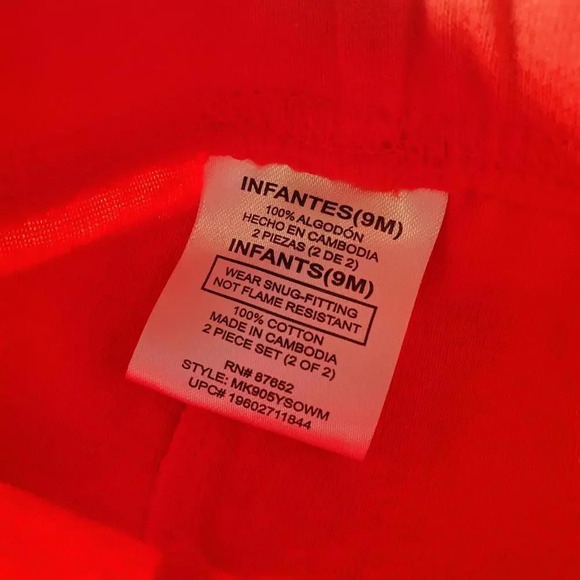 INFANTES(9M)
100% ALGODÓN
HECHO EN CAMBODIA
2 PIEZAS (2 DE 2)
INFANTS(9M)
WEAR SNUG-FITTING
NOT FLAME RESISTANT
100% COTTON
MADE IN CAMBODIA
2 PIECE SET (2 OF 2)
RN# 87652
STYLE: MK905YSOWM
UPC# 19602711844